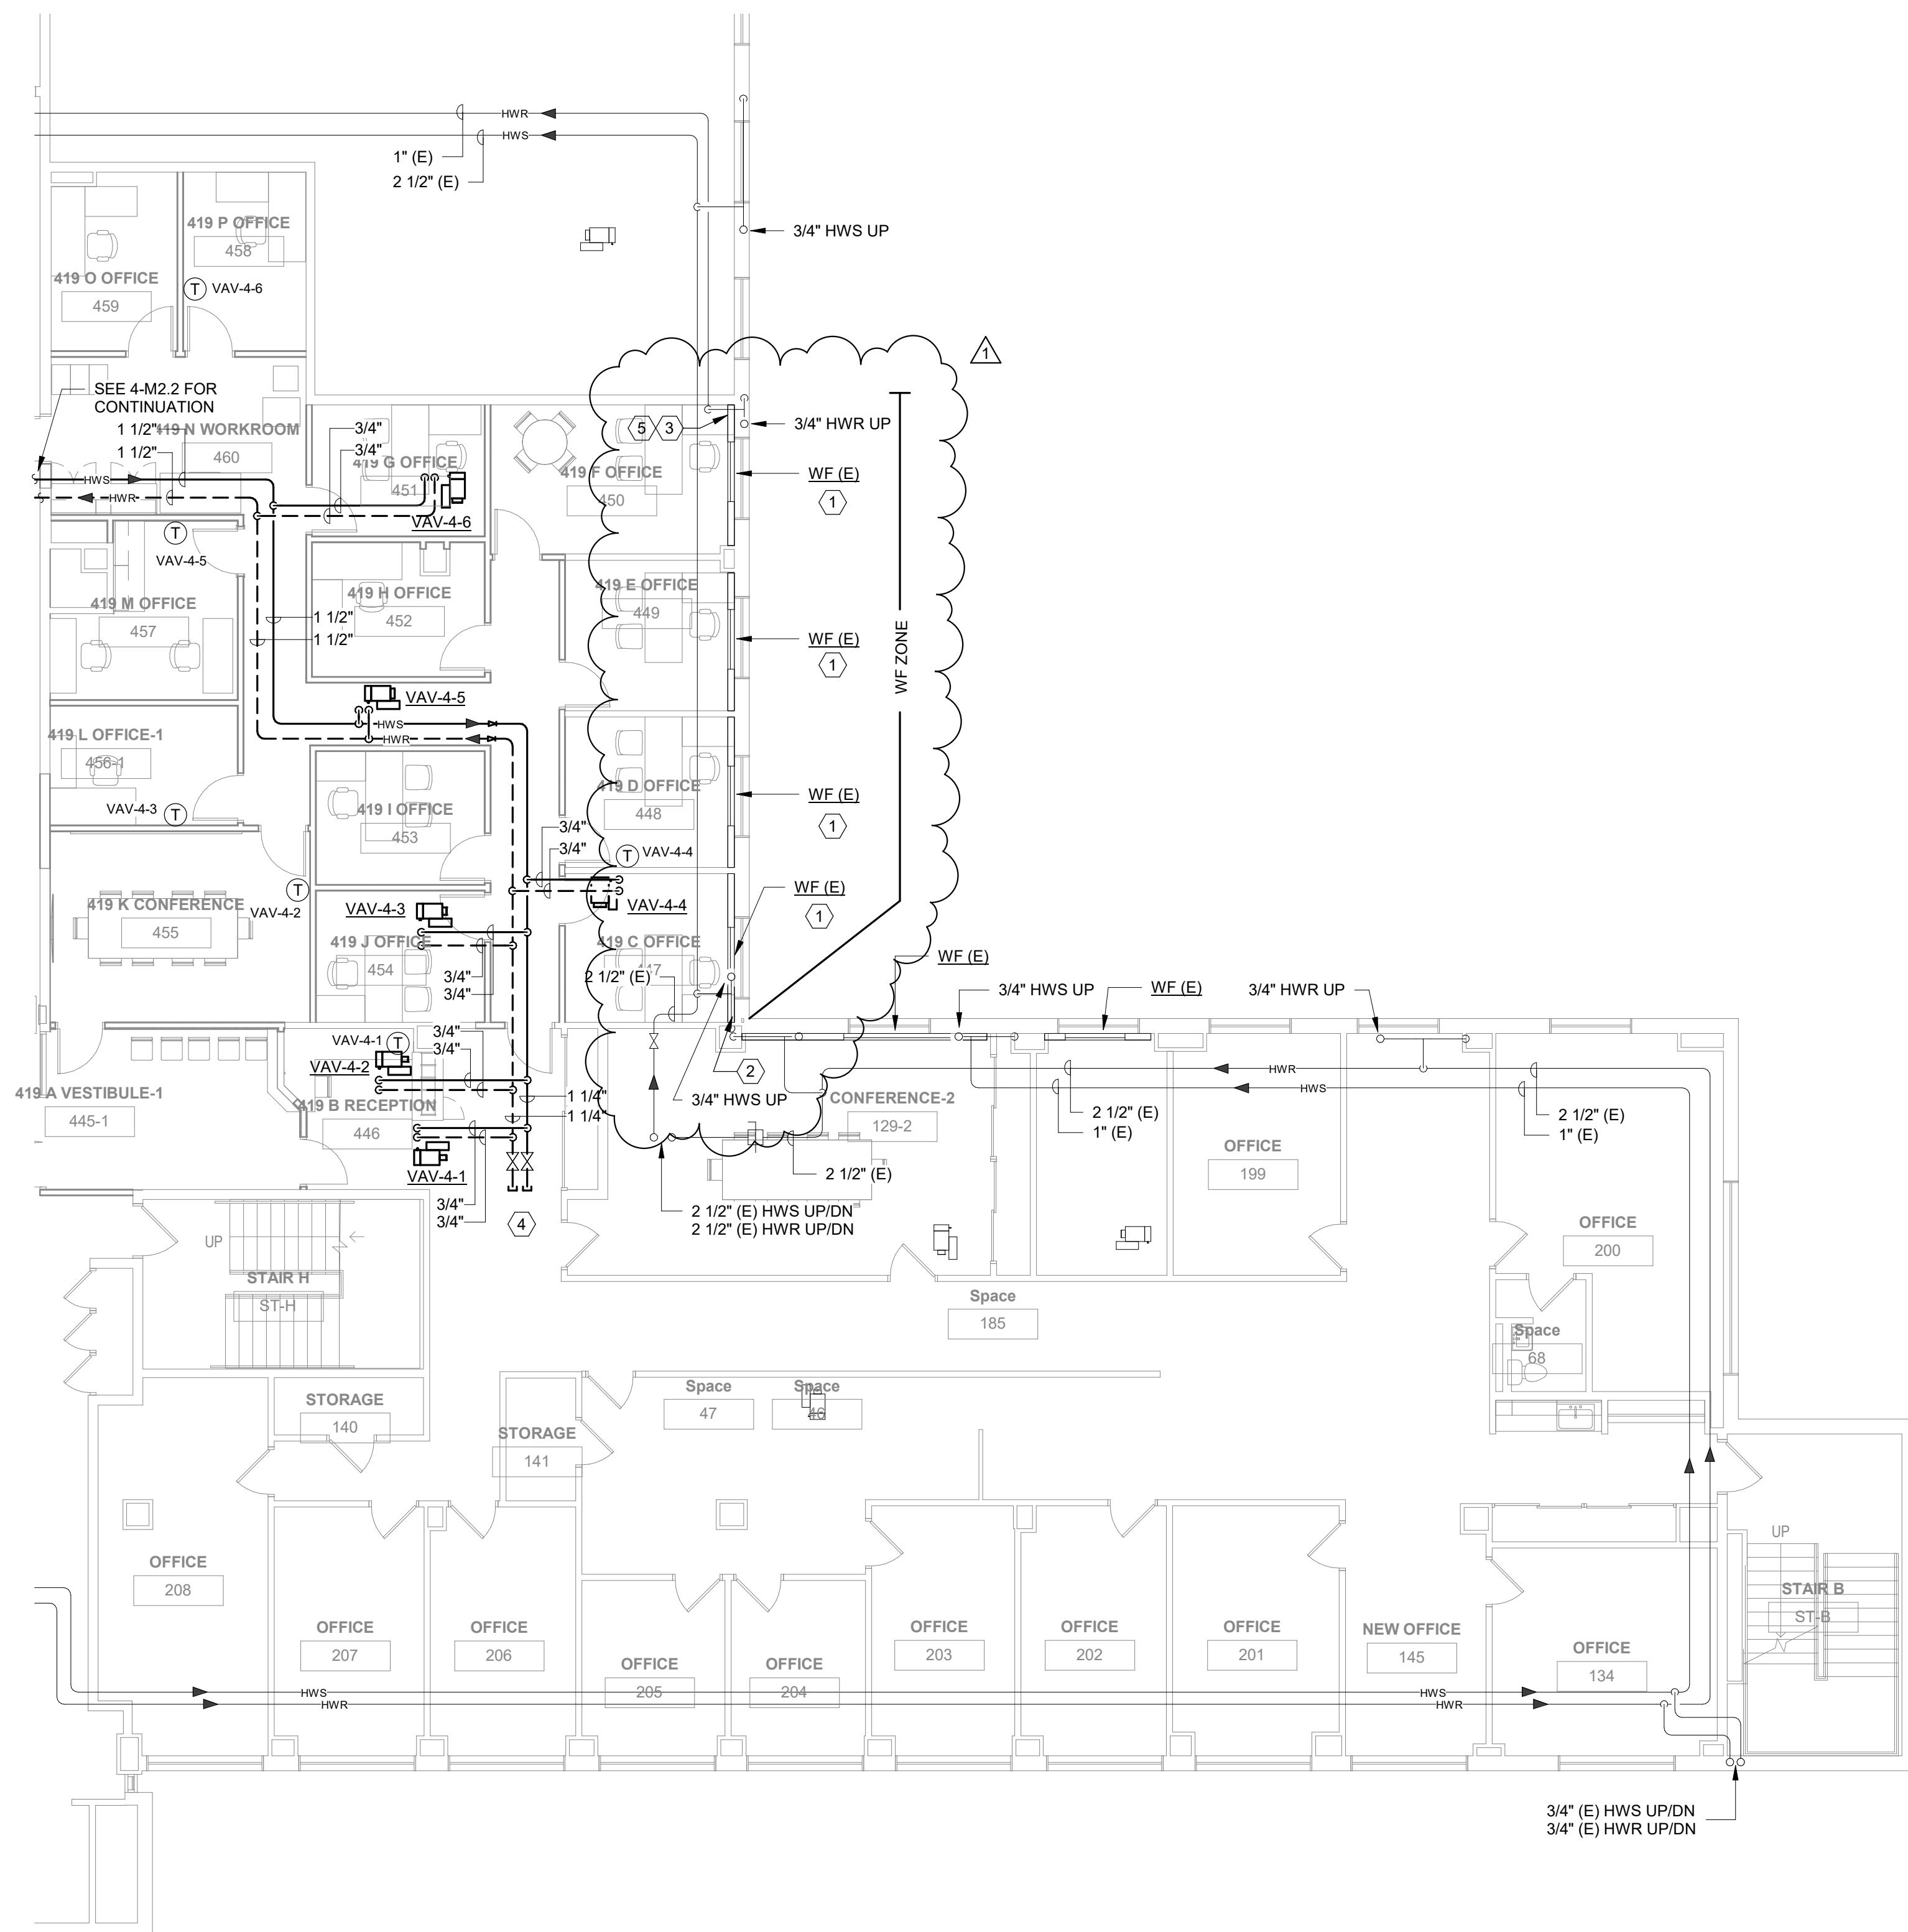 HWR
HWS
1" (E)
2 1/2" (E)
419 P OFFICE
458
3/4" HWS UP
419 O OFFICE
459
T
VAV-4-6
1
SEE 4-M2.2 FOR
CONTINUATION
1 1/2"
419 N WORKROOM
1 1/2"
460
3/4"
3/4"
419 G OFFICE
451
5
3
3/4" HWR UP
419 F OFFICE
450
WF (E)
1
HWS
HWR
VAV-4-6
T
VAV-4-5
419 M OFFICE
457
419 H OFFICE
452
1 1/2"
1 1/2"
419 E OFFICE
449
WF (E)
1
WF ZONE
VAV-4-5
HWS
HWR
419 L OFFICE-1
456-1
VAV-4-3
T
419 I OFFICE
453
419 D OFFICE
448
WF (E)
1
3/4"
3/4"
T
VAV-4-4
WF (E)
1
419 K CONFERENCE
455
T
VAV-4-2
VAV-4-3
VAV-4-4
419 J OFFICE
454
3/4"
3/4"
419 C OFFICE
447
2 1/2" (E)
WF (E)
3/4" HWS UP
WF (E)
3/4" HWR UP
VAV-4-1
T
3/4"
3/4"
VAV-4-2
2
HWR
HWS
419 A VESTIBULE-1
445-1
419 B RECEPTION
446
1 1/4"
1 1/4"
3/4" HWS UP
CONFERENCE-2
129-2
2 1/2" (E)
1" (E)
2 1/2" (E)
1" (E)
OFFICE
199
VAV-4-1
2 1/2" (E)
3/4"
3/4"
4
2 1/2" (E) HWS UP/DN
2 1/2" (E) HWR UP/DN
OFFICE
200
UP
STAIR H
ST-H
Space
185
Space
68
STORAGE
140
Space
47
Space
46
STORAGE
141
UP
OFFICE
208
STAIR B
ST-B
OFFICE
207
OFFICE
206
OFFICE
205
OFFICE
204
OFFICE
203
OFFICE
202
OFFICE
201
NEW OFFICE
145
OFFICE
134
HWS
HWR
HWS
HWR
3/4" (E) HWS UP/DN
3/4" (E) HWR UP/DN